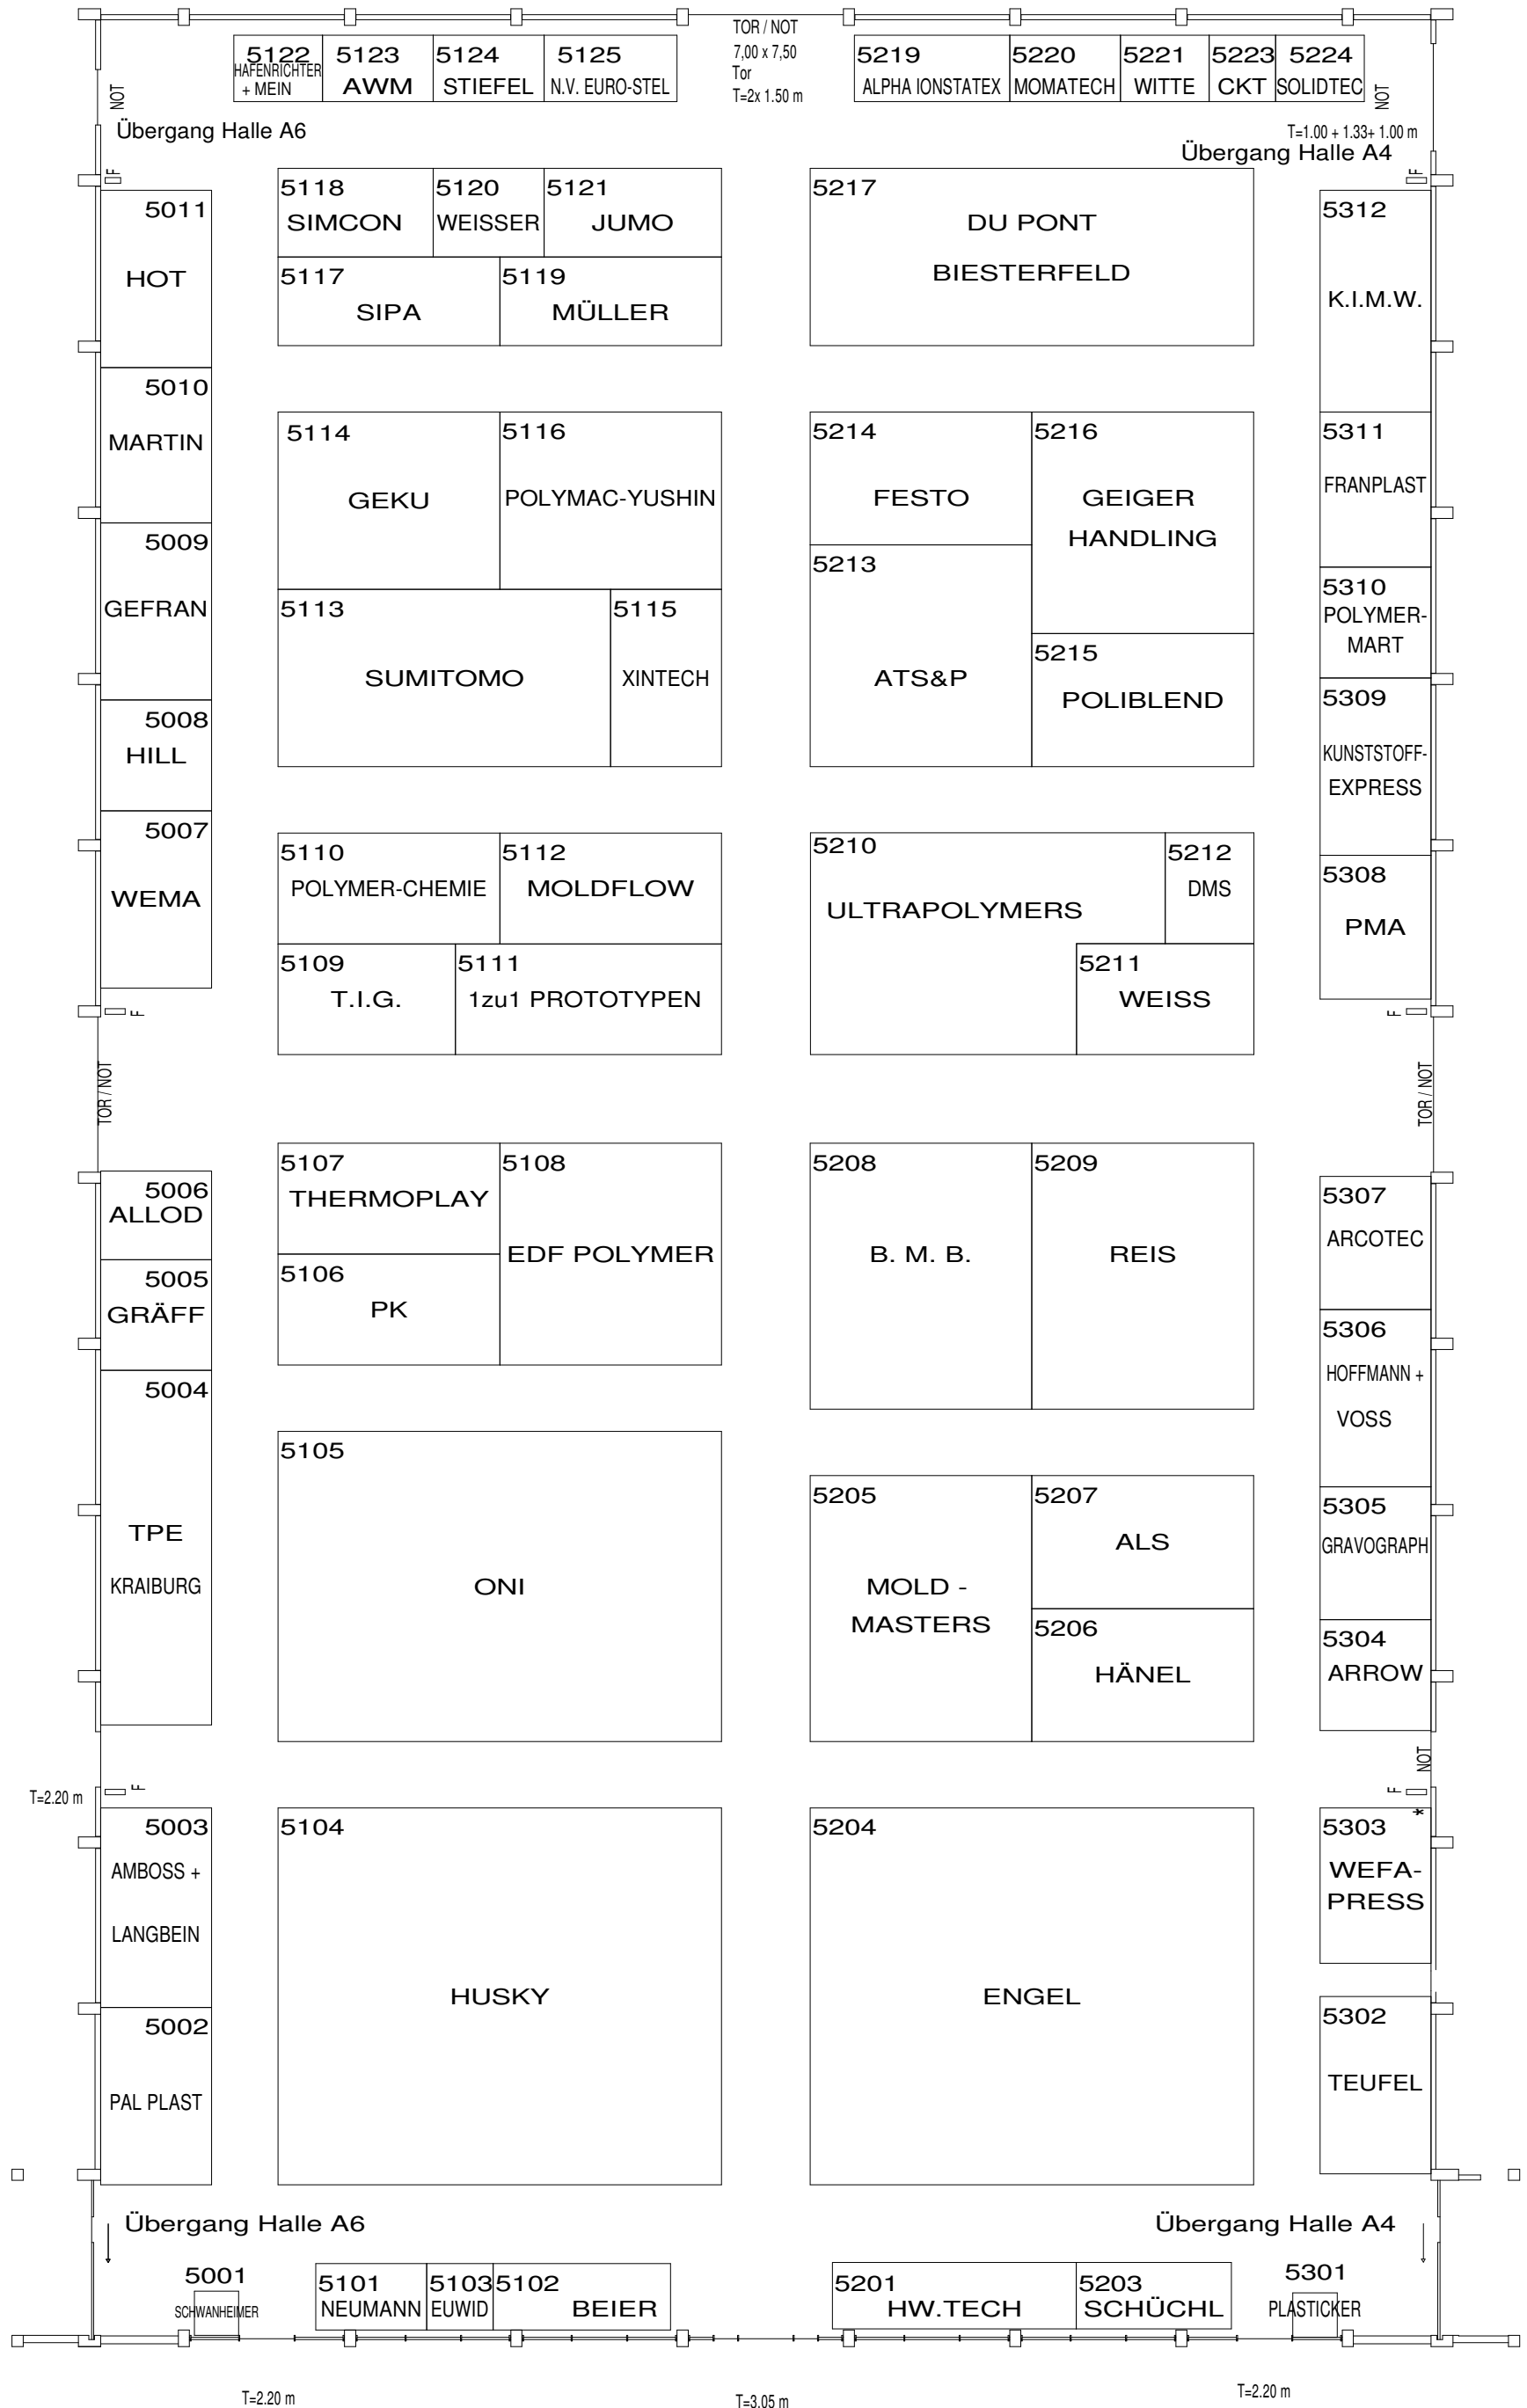 TOR / NOT
7,00 x 7,50
Tor
T=2x 1.50 m
5122
HAFENRICHTER
+ MEIN
5123
AWM
5124
STIEFEL
5125
N.V. EURO-STEL
5219
ALPHA IONSTATEX
5220
MOMATECH
5221
WITTE
5223
CKT
5224
SOLIDTEC
NOT
NOT
Übergang Halle A6
T=1.00 + 1.33+ 1.00 m
Übergang Halle A4
F
F
5011
HOT
5118
SIMCON
5120
WEISSER
5121
JUMO
5117
SIPA
5119
MÜLLER
5217
DU PONT
BIESTERFELD
5312
K.I.M.W.
5010
MARTIN
5114
GEKU
5116
POLYMAC-YUSHIN
5214
FESTO
5216
GEIGER
HANDLING
5311
FRANPLAST
5009
GEFRAN
5113
SUMITOMO
5115
XINTECH
5213
ATS&P
5215
POLIBLEND
5310
POLYMER-
MART
5008
HILL
5309
KUNSTSTOFF-
EXPRESS
5007
WEMA
5110
POLYMER-CHEMIE
5112
MOLDFLOW
5109
T.I.G.
5111
1zu1 PROTOTYPEN
5210
ULTRAPOLYMERS
5212
DMS
5211
WEISS
5308
PMA
F
F
TOR / NOT
TOR / NOT
5006
ALLOD
5107
THERMOPLAY
5108
EDF POLYMER
5208
B. M. B.
5209
REIS
5307
ARCOTEC
5005
GRÄFF
5106
PK
5306
HOFFMANN +
VOSS
5004
TPE
KRAIBURG
5105
ONI
5205
MOLD -
MASTERS
5207
ALS
5206
HÄNEL
5305
GRAVOGRAPH
5304
ARROW
NOT
T=2.20 m
F
F
*
5003
AMBOSS +
LANGBEIN
5104
HUSKY
5204
ENGEL
5303
WEFA-
PRESS
5002
PAL PLAST
5302
TEUFEL
Übergang Halle A6
Übergang Halle A4
5001
SCHWANHEIMER
5101
NEUMANN
5103
EUWID
5102
BEIER
5201
HW.TECH
5203
SCHÜCHL
5301
PLASTICKER
T=2.20 m
T=3.05 m
T=2.20 m